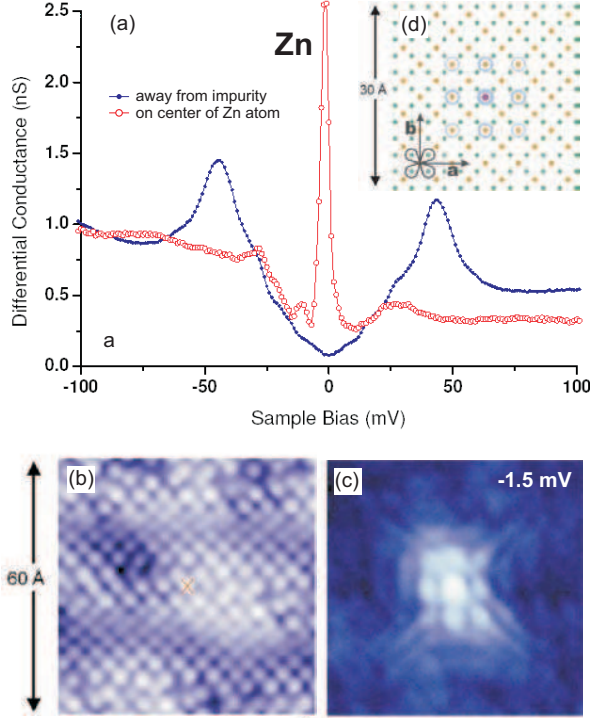 (a)
Zn
away from impurity
on center of Zn atom
(d)
30 Å
b
a
Differential Conductance (nS)
2.5
2.0
1.5
1.0
0.5
0.0
a
-100
-50
0
50
100
Sample Bias (mV)
(b)
60 Å
(c)
-1.5 mV